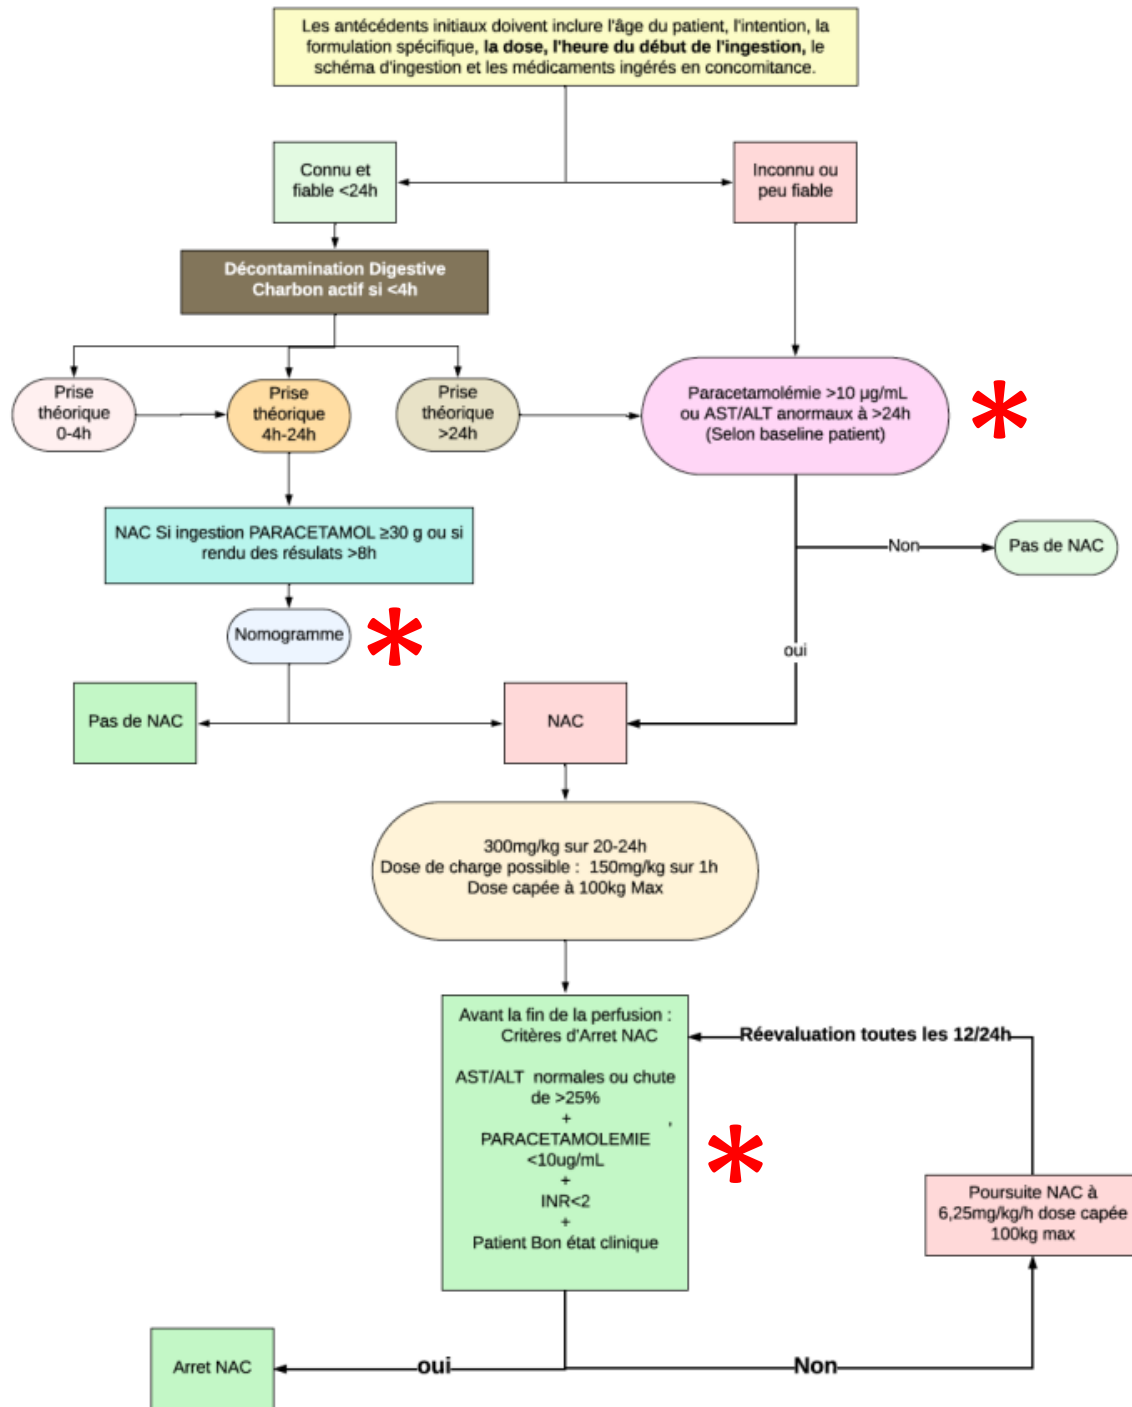 Les antécédents initiaux doivent inclure l'âge du patient, l'intention, la
formulation spécifique, la dose, l'heure du début de l'ingestion, le
schéma d'ingestion et les médicaments ingérés en concomitance.
Connu et
fiable <24h
Inconnu ou
peu fiable
Décontamination Digestive
Charbon actif si <4h
Prise
théorique
0-4h
Prise
théorique
4h-24h
Prise
théorique
>24h
Paracetamolémie >10 µg/mL
ou AST/ALT anormaux à >24h
(Selon baseline patient)
*
NAC Si ingestion PARACETAMOL ≥30 g ou si
rendu des résulats >8h
Non
Pas de NAC
Nomogramme
*
oui
Pas de NAC
NAC
300mg/kg sur 20-24h
Dose de charge possible : 150mg/kg sur 1h
Dose capée à 100kg Max
Avant la fin de la perfusion :
Critères d'Arret NAC
AST/ALT normales ou chute
de >25%
+ ,
PARACETAMOLEMIE
<10ug/mL
+
INR<2
+
Patient Bon état clinique
*
Réevaluation toutes les 12/24h
Poursuite NAC à
6,25mg/kg/h dose capée
100kg max
Arret NAC
oui
Non